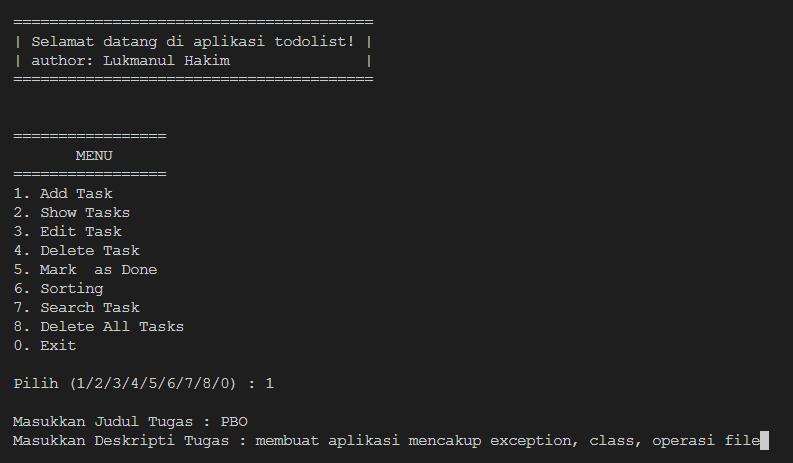 ========================================
| Selamat datang di aplikasi todolist! |
| author: Lukmanul Hakim               |
========================================
=================
       MENU
=================
1. Add Task
2. Show Tasks
3. Edit Task
4. Delete Task
5. Mark  as Done
6. Sorting
7. Search Task
8. Delete All Tasks
0. Exit
Pilih (1/2/3/4/5/6/7/8/0) : 1
Masukkan Judul Tugas : PBO
Masukkan Deskripti Tugas : membuat aplikasi mencakup exception, class, operasi file